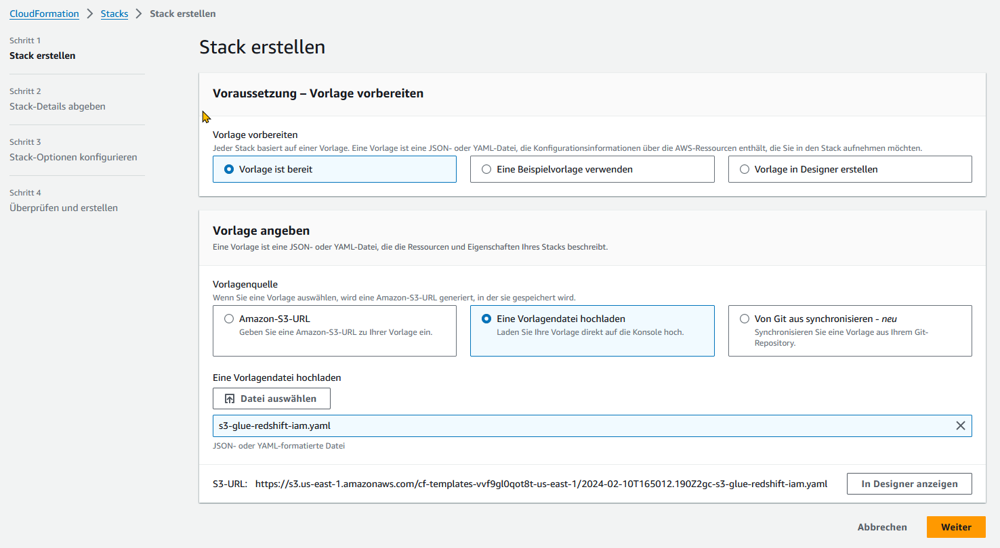 CloudFormation > Stacks > Stack erstellen
Schritt 1
Stack erstellen
Schritt 2
Stack-Details abgeben
Schritt 3
Stack-Optionen konfigurieren
Schritt 4
Überprüfen und erstellen
Stack erstellen
Voraussetzung – Vorlage vorbereiten
Vorlage vorbereiten
Jeder Stack basiert auf einer Vorlage. Eine Vorlage ist eine JSON- oder YAML-Datei, die Konfigurationsinformationen über die AWS-Ressourcen enthält, die Sie in den Stack aufnehmen möchten.
Vorlage ist bereit
Eine Beispielvorlage verwenden
Vorlage in Designer erstellen
Vorlage angeben
Eine Vorlage ist eine JSON- oder YAML-Datei, die die Ressourcen und Eigenschaften Ihres Stacks beschreibt.
Vorlagenquelle
Wenn Sie eine Vorlage auswählen, wird eine Amazon-S3-URL generiert, in der sie gespeichert wird.
Amazon-S3-URL
Geben Sie eine Amazon-S3-URL zu Ihrer Vorlage ein.
Eine Vorlagendatei hochladen
Laden Sie Ihre Vorlage direkt auf die Konsole hoch.
Von Git aus synchronisieren - neu
Synchronisieren Sie eine Vorlage aus Ihrem Git-
Repository.
Eine Vorlagendatei hochladen
Datei auswählen
s3-glue-redshift-iam.yaml
JSON- oder YAML-formatierte Datei
S3-URL: https://s3.us-east-1.amazonaws.com/cf-templates-vvf9gl0qot8t-us-east-1/2024-02-10T165012.190Z2gc-s3-glue-redshift-iam.yaml
In Designer anzeigen
Abbrechen
Weiter